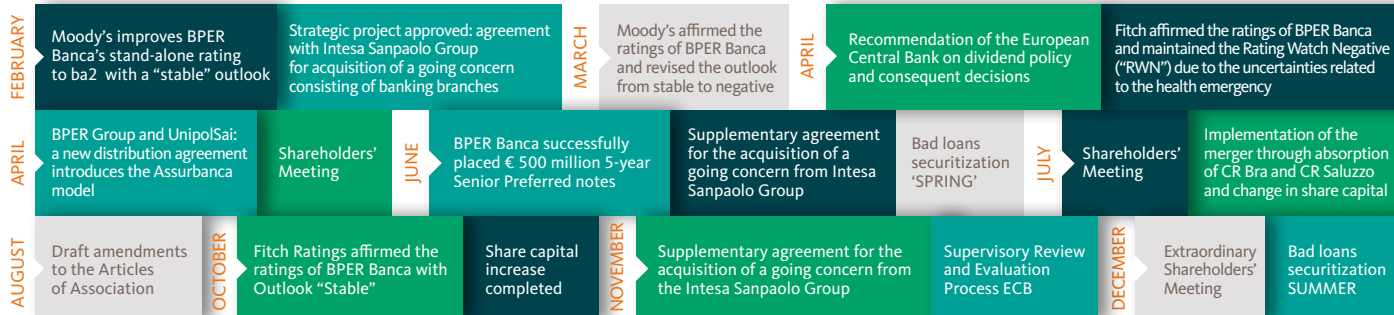 FEBRUARY
Moody's improves BPER
Banca's stand-alone rating
to ba2 with a "stable" outlook
Strategic project approved: agreement
with Intesa Sanpaolo Group
for acquisition of a going concern
consisting of banking branches
MARCH
Moody's affirmed the
ratings of BPER Banca
and revised the outlook
from stable to negative
APRIL
Recommendation of the European
Central Bank on dividend policy
and consequent decisions
Fitch affirmed the ratings of BPER Banca
and maintained the Rating Watch Negative
("RWN") due to the uncertainties related
to the health emergency
APRIL
BPER Group and UnipolSai:
a new distribution agreement
introduces the Assurbanca
model
Shareholders'
Meeting
JUNE
BPER Banca successfully
placed € 500 million 5-year
Senior Preferred notes
Supplementary agreement
for the acquisition of a
going concern from Intesa
Sanpaolo Group
Bad loans
securitization
'SPRING'
JULY
Shareholders'
Meeting
Implementation of the
merger through absorption
of CR Bra and CR Saluzzo
and change in share capital
AUGUST
Draft amendments
to the Articles
of Association
OCTOBER
Fitch Ratings affirmed the
ratings of BPER Banca with
Outlook "Stable"
Share capital
increase
completed
NOVEMBER
Supplementary agreement for the
acquisition of a going concern from
the Intesa Sanpaolo Group
Supervisory Review
and Evaluation
Process ECB
DECEMBER
Extraordinary
Shareholders'
Meeting
Bad loans
securitization
SUMMER